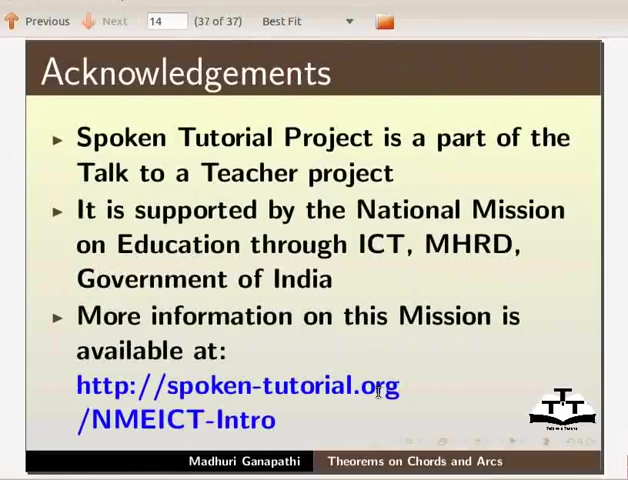 Previous Next 14 (37 of 37) Best Fit
Acknowledgements
Spoken Tutorial Project is a part of the
Talk to a Teacher project
It is supported by the National Mission
on Education through ICT, MHRD,
Government of India
More information on this Mission is
available at:
http://spoken-tutorial.org
/NMEICT-Intro
Madhuri Ganapathi Theorems on Chords and Arcs